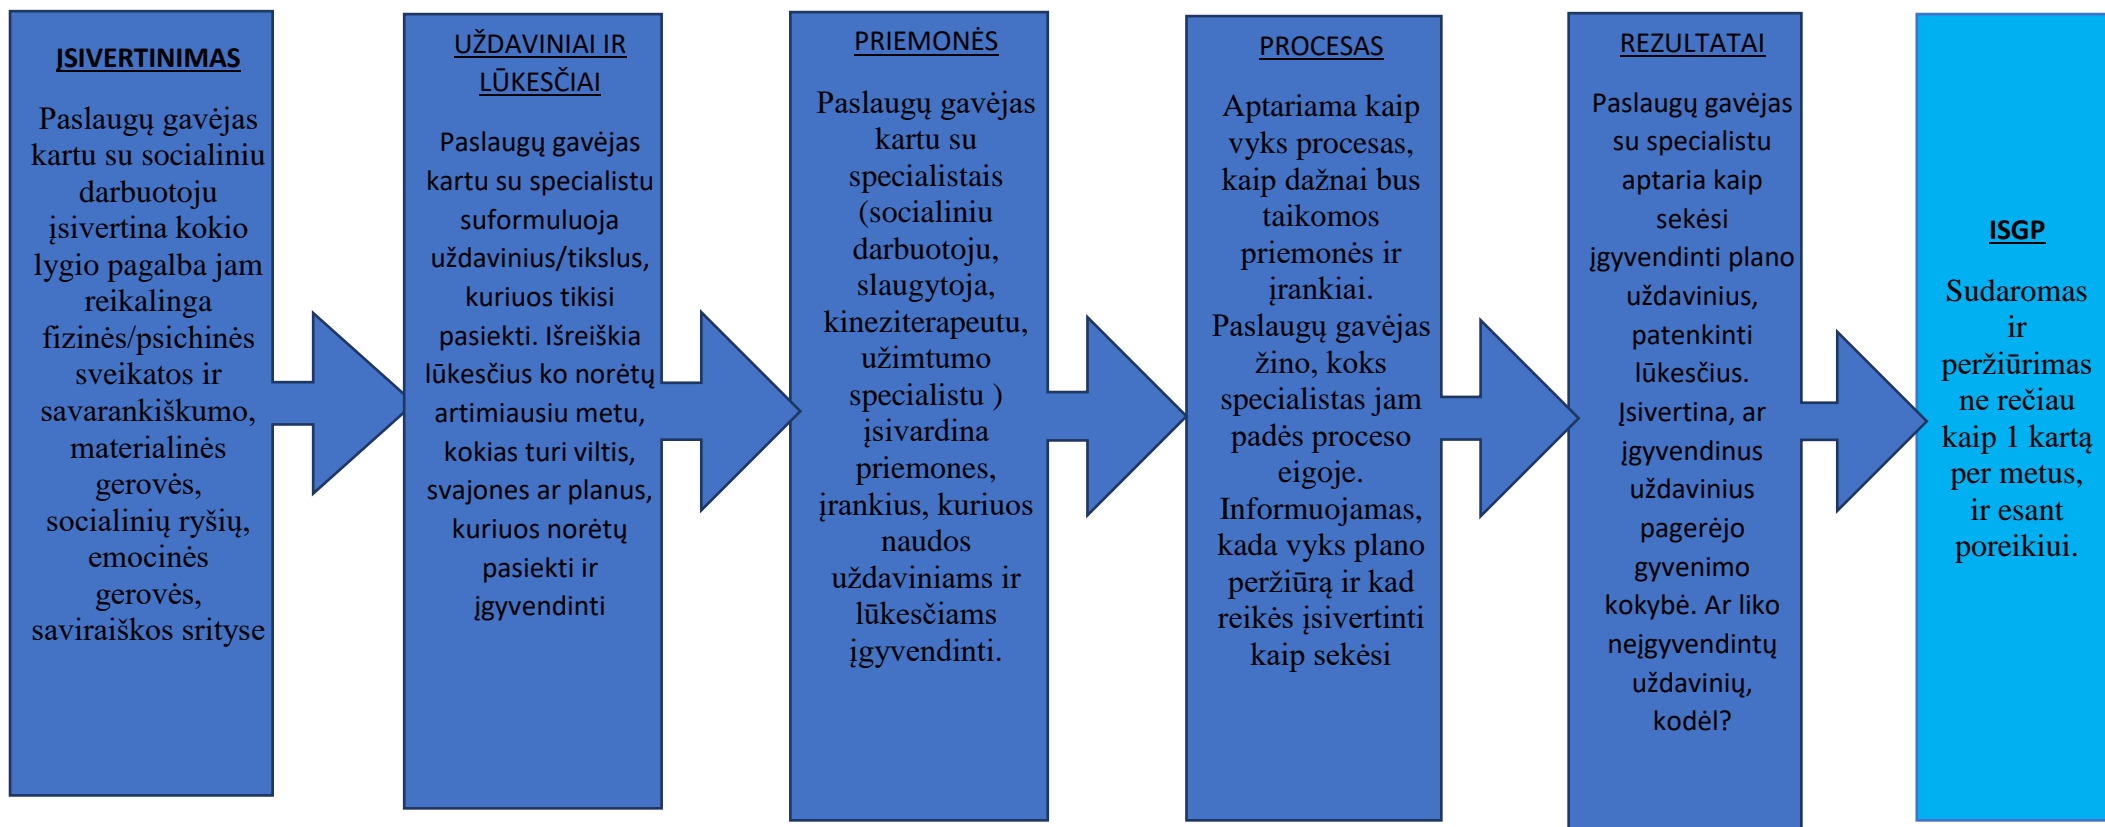 ĮSIVERTINIMAS
Paslaugų gavėjas
kartu su socialiniu
darbuotoju
įsivertina kokio
lygio pagalba jam
reikalinga
fizinės/psichinės
sveikatos ir
savarankiškumo,
materialinės
gerovės,
socialinių ryšių,
emocinės
gerovės,
saviraiškos srityse
UŽDAVINIAI IR
LŪKESČIAI
Paslaugų gavėjas
kartu su specialistu
suformuluoja
uždavinius/tikslus,
kuriuos tikisi
pasiekti. Išreiškia
lūkesčius ko norėtų
artimiausiu metu,
kokias turi viltis,
svajones ar planus,
kuriuos norėtų
pasiekti ir
įgyvendinti
PRIEMONĖS
Paslaugų gavėjas
kartu su
specialistais
(socialiniu
darbuotoju,
slaugytoja,
kineziterapeutu,
užimtumo
specialistu )
įsivardina
priemones,
įrankius, kuriuos
naudos
uždaviniams ir
lūkesčiams
įgyvendinti.
PROCESAS
Aptariama kaip
vyks procesas,
kaip dažnai bus
taikomos
priemonės ir
įrankiai.
Paslaugų gavėjas
žino, koks
specialistas jam
padės proceso
eigoje.
Informuojamas,
kada vyks plano
peržiūrą ir kad
reikės įsivertinti
kaip sekėsi
REZULTATAI
Paslaugų gavėjas
su specialistu
aptaria kaip
sekėsi
įgyvendinti plano
uždavinius,
patenkinti
lūkesčius.
Įsivertina, ar
įgyvendinus
uždavinius
pagerėjo
gyvenimo
kokybė. Ar liko
neįgyvendintų
uždavinių,
kodėl?
ISGP
Sudaromas
ir
peržiūrimas
ne rečiau
kaip 1 kartą
per metus,
ir esant
poreikiui.